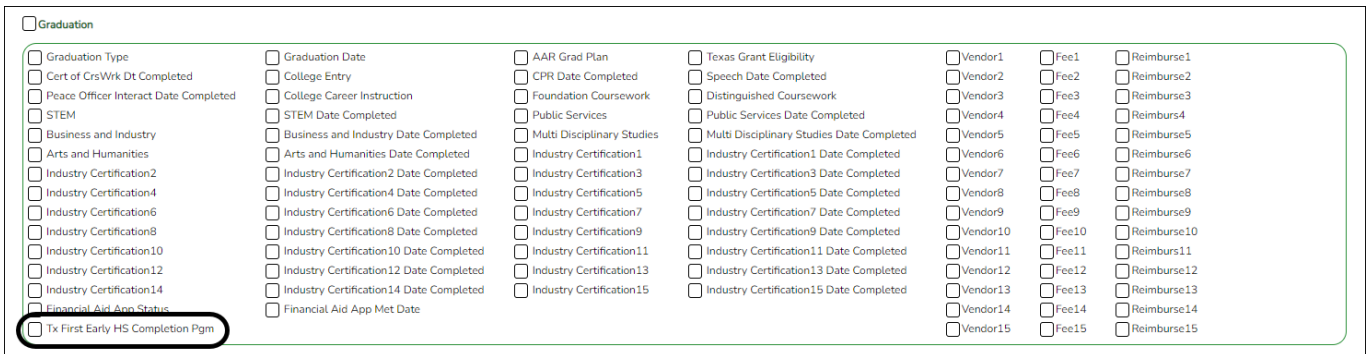 Graduation
Graduation Type Graduation Date AAR Grad Plan Texas Grant Eligibility Vendor1 Fee1 Reimburse1
Cert of CrsWrk Dt Completed College Entry CPR Date Completed Speech Date Completed Vendor2 Fee2 Reimburse2
Peace Officer Interact Date Completed College Career Instruction Foundation Coursework Distinguished Coursework Vendor3 Fee3 Reimburse3
STEM STEM Date Completed Public Services Public Services Date Completed Vendor4 Fee4 Reimburs4
Business and Industry Business and Industry Date Completed Multi Disciplinary Studies Multi Disciplinary Studies Date Completed Vendor5 Fee5 Reimburse5
Arts and Humanities Arts and Humanities Date Completed Industry Certification1 Industry Certification1 Date Completed Vendor6 Fee6 Reimburse6
Industry Certification2 Industry Certification2 Date Completed Industry Certification3 Industry Certification3 Date Completed Vendor7 Fee7 Reimburse7
Industry Certification4 Industry Certification4 Date Completed Industry Certification5 Industry Certification5 Date Completed Vendor8 Fee8 Reimburse8
Industry Certification6 Industry Certification6 Date Completed Industry Certification7 Industry Certification7 Date Completed Vendor9 Fee9 Reimburse9
Industry Certification8 Industry Certification8 Date Completed Industry Certification9 Industry Certification9 Date Completed Vendor10 Fee10 Reimburse10
Industry Certification10 Industry Certification10 Date Completed Industry Certification11 Industry Certification11 Date Completed Vendor11 Fee11 Reimburs11
Industry Certification12 Industry Certification12 Date Completed Industry Certification13 Industry Certification13 Date Completed Vendor12 Fee12 Reimburse12
Industry Certification14 Industry Certification14 Date Completed Industry Certification15 Industry Certification15 Date Completed Vendor13 Fee13 Reimburse13
Financial Aid App Status Financial Aid App Met Date Vendor14 Fee14 Reimburse14
Tx First Early HS Completion Pgm Vendor15 Fee15 Reimburse15